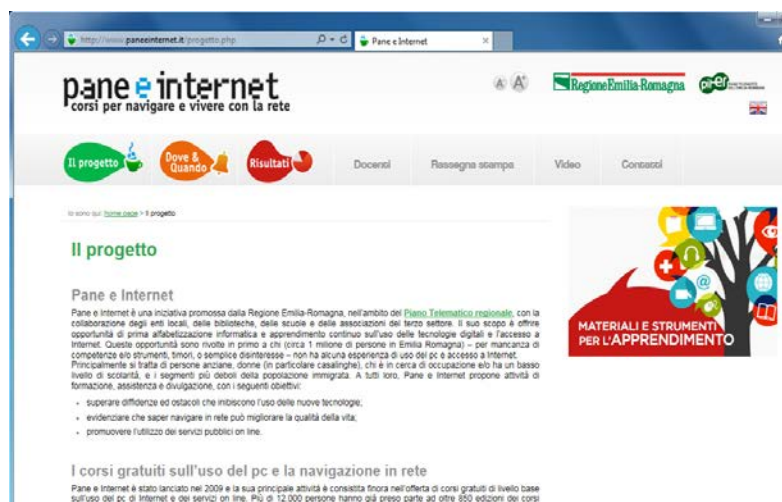 http://www.paneeinternet.it/progetto.php
Pane e Internet
pane e internet
corsi per navigare e vivere con la rete
A A+
RegioneEmilia-Romagna
piter
Il progetto
Dove & Quando
Risultati
Docenti
Rassegna stampa
Video
Contatti
Io sono qui: home page > Il progetto
Il progetto
Pane e Internet
Pane e Internet è una iniziativa promossa dalla Regione Emilia-Romagna, nell'ambito del Piano Telematico regionale, con la
collaborazione degli enti locali, delle biblioteche, delle scuole e delle associazioni del terzo settore. Il suo scopo è offrire
opportunità di prima alfabetizzazione informatica e apprendimento continuo sull'uso delle tecnologie digitali e l'accesso a
Internet. Queste opportunità sono rivolte in primo a chi (circa 1 milione di persone in Emilia Romagna) – per mancanza di
competenze e/o strumenti, timori, o semplice disinteresse – non ha alcuna esperienza di uso del pc e accesso a Internet.
Principalmente si tratta di persone anziane, donne (in particolare casalinghe), chi è in cerca di occupazione e/o ha un basso
livello di scolarità, e i segmenti più deboli della popolazione immigrata. A tutti loro, Pane e Internet propone attività di
formazione, assistenza e divulgazione, con i seguenti obiettivi:
superare diffidenze ed ostacoli che inibiscono l'uso delle nuove tecnologie;
evidenziare che saper navigare in rete può migliorare la qualità della vita;
promuovere l'utilizzo dei servizi pubblici on line.
MATERIALI E STRUMENTI
PER L'APPRENDIMENTO
I corsi gratuiti sull'uso del pc e la navigazione in rete
Pane e Internet è stato lanciato nel 2009 e la sua principale attività è consistita finora nell'offerta di corsi gratuiti di livello base
sull'uso del pc di Internet e dei servizi on line. Più di 12.000 persone hanno già preso parte ad oltre 850 edizioni dei corsi